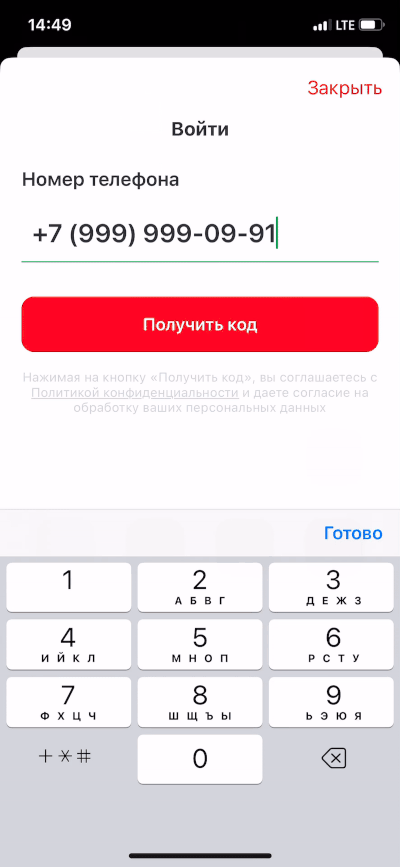 14:49 LTE
Закрыть
Войти
Номер телефона
+7 (999) 999-09-91
Получить код
Нажимая на кнопку «Получить код», вы соглашаетесь с
Политикой конфиденциальности и даете согласие на
обработку ваших персональных данных
Готово
1 2 3
А Б В Г Д Е Ж З
4 5 6
И Й К Л М Н О П Р С Т У
7 8 9
Ф Х Ц Ч Ш Щ Ъ Ы Ь Э Ю Я
+ * # 0